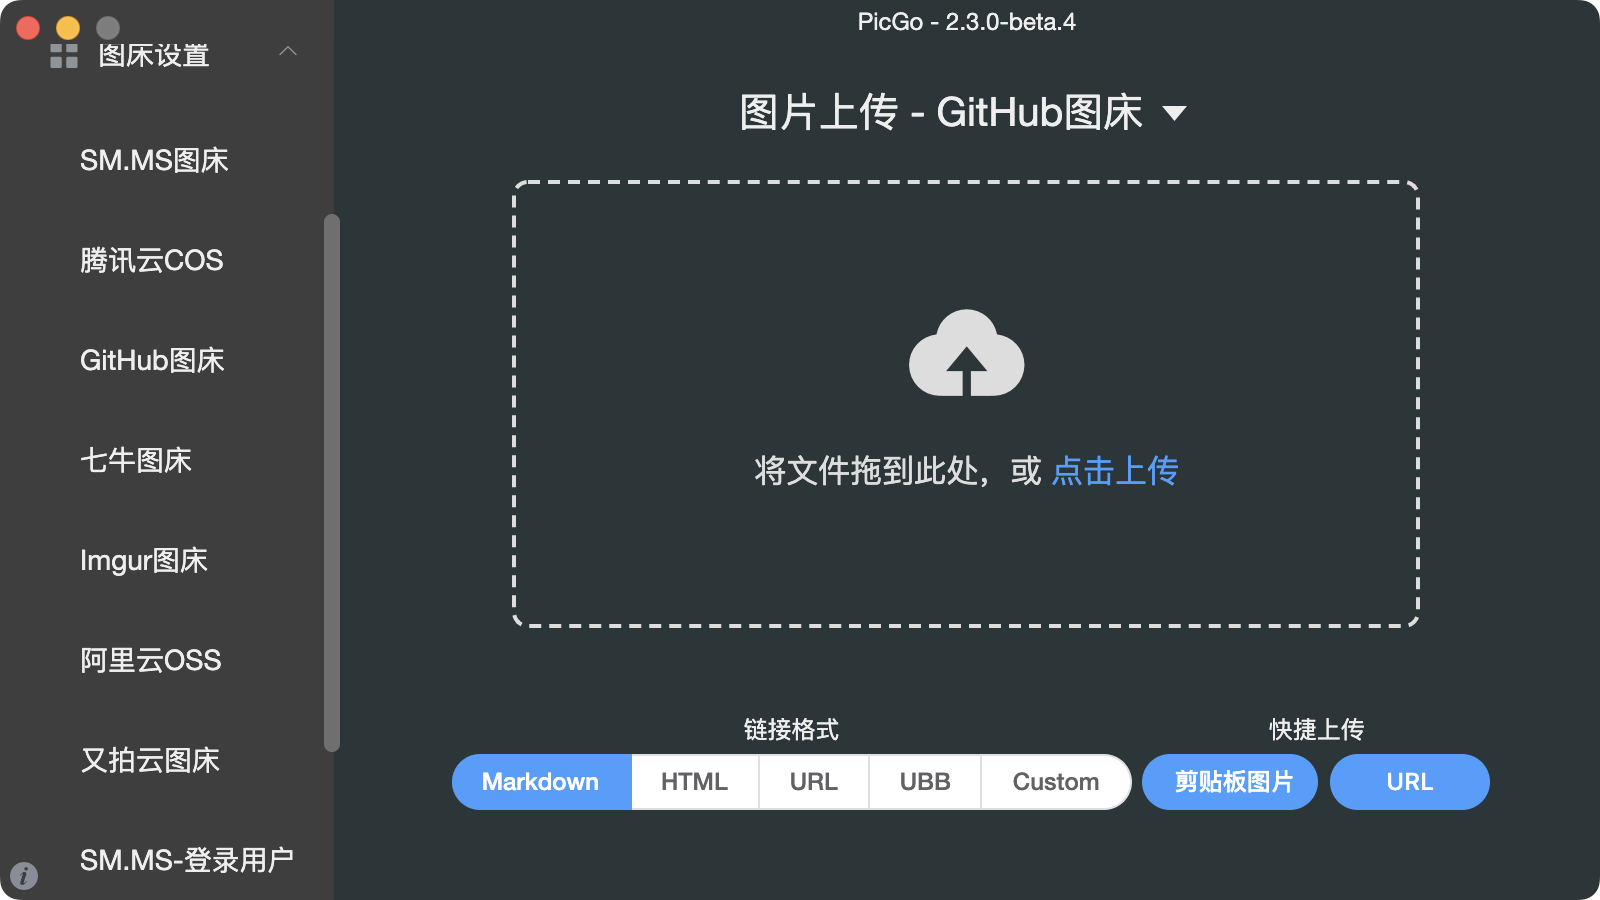 PicGo - 2.3.0-beta.4
图床设置
SM.MS图床
腾讯云COS
GitHub图床
七牛图床
Imgur图床
阿里云OSS
又拍云图床
SM.MS-登录用户
图片上传 - GitHub图床
将文件拖到此处，或 点击上传
链接格式
Markdown HTML URL UBB Custom
快捷上传
剪贴板图片 URL